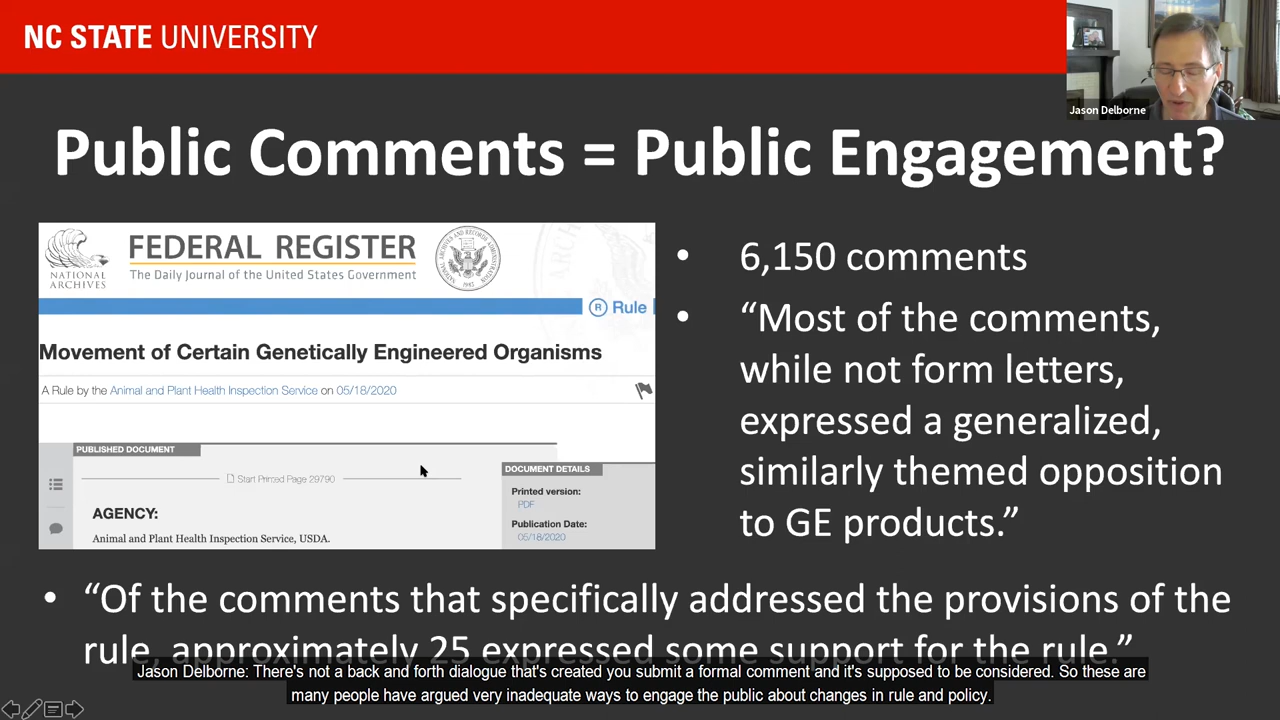 NC STATE UNIVERSITY
Jason Delborne
Public Comments = Public Engagement?
NATIONAL
ARCHIVES
FEDERAL REGISTER
The Daily Journal of the United States Government
R Rule
Movement of Certain Genetically Engineered Organisms
A Rule by the Animal and Plant Health Inspection Service on 05/18/2020
PUBLISHED DOCUMENT
Start Printed Page 29790
AGENCY:
Animal and Plant Health Inspection Service, USDA.
DOCUMENT DETAILS
Printed version:
PDF
Publication Date:
05/18/2020
• 6,150 comments
• “Most of the comments,
while not form letters,
expressed a generalized,
similarly themed opposition
to GE products.”
• “Of the comments that specifically addressed the provisions of the
rule, approximately 25 expressed some support for the rule.”
Jason Delborne: There's not a back and forth dialogue that's created you submit a formal comment and it's supposed to be considered. So these are
many people have argued very inadequate ways to engage the public about changes in rule and policy.